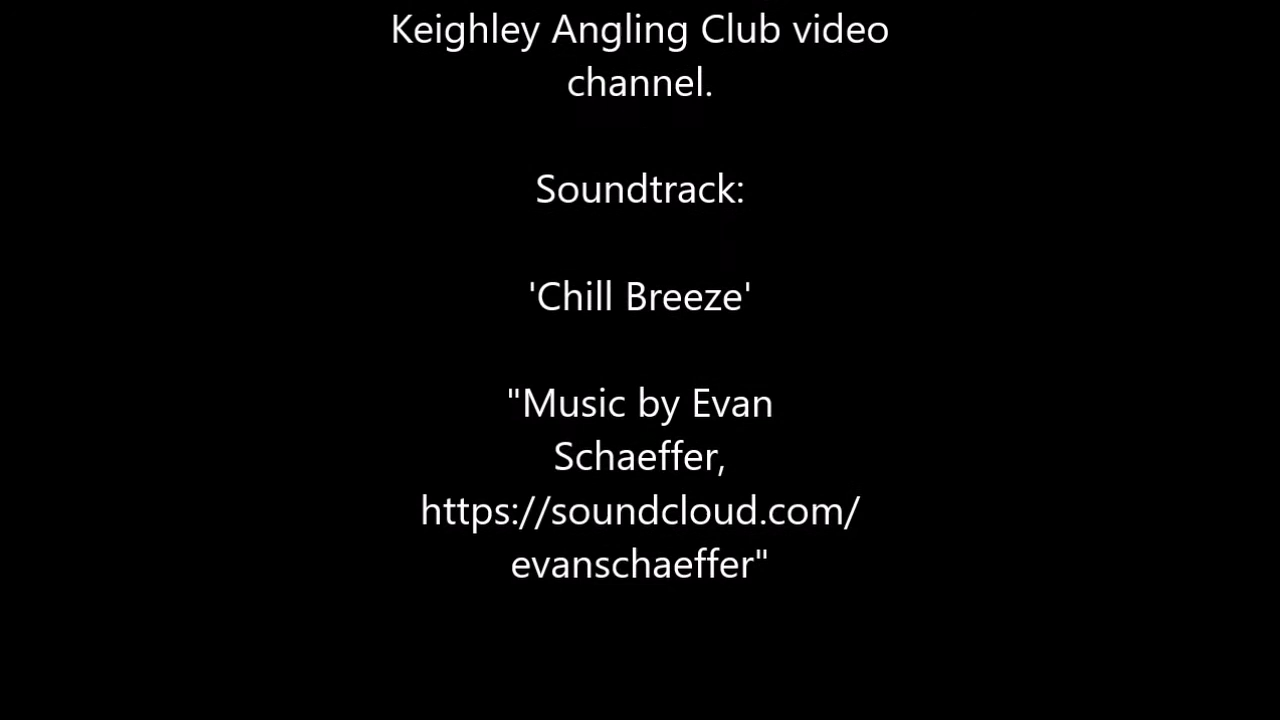 Keighley Angling Club video
channel.
Soundtrack:
'Chill Breeze'
"Music by Evan
Schaeffer,
https://soundcloud.com/
evanschaeffer"